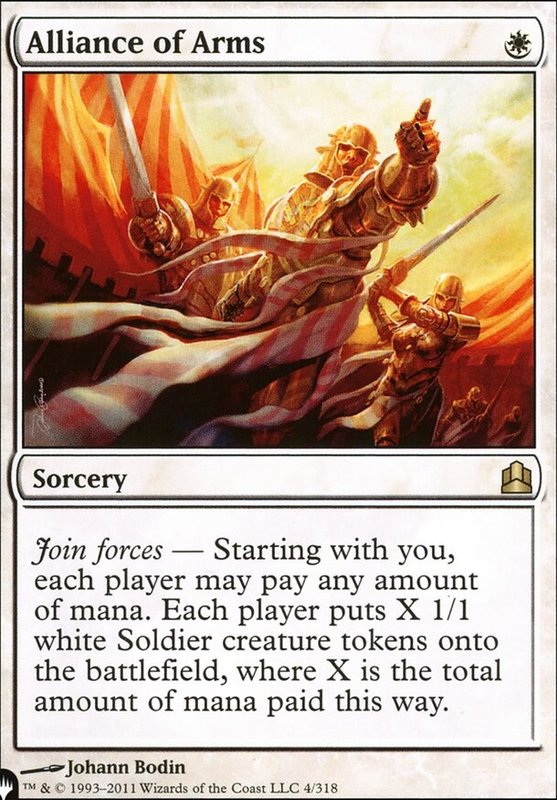 Alliance of Arms
Sorcery
Join forces — Starting with you,
each player may pay any amount
of mana. Each player puts X 1/1
white Soldier creature tokens onto
the battlefield, where X is the total
amount of mana paid this way.
Johann Bodin
™ & © 1993–2011 Wizards of the Coast LLC 4/318